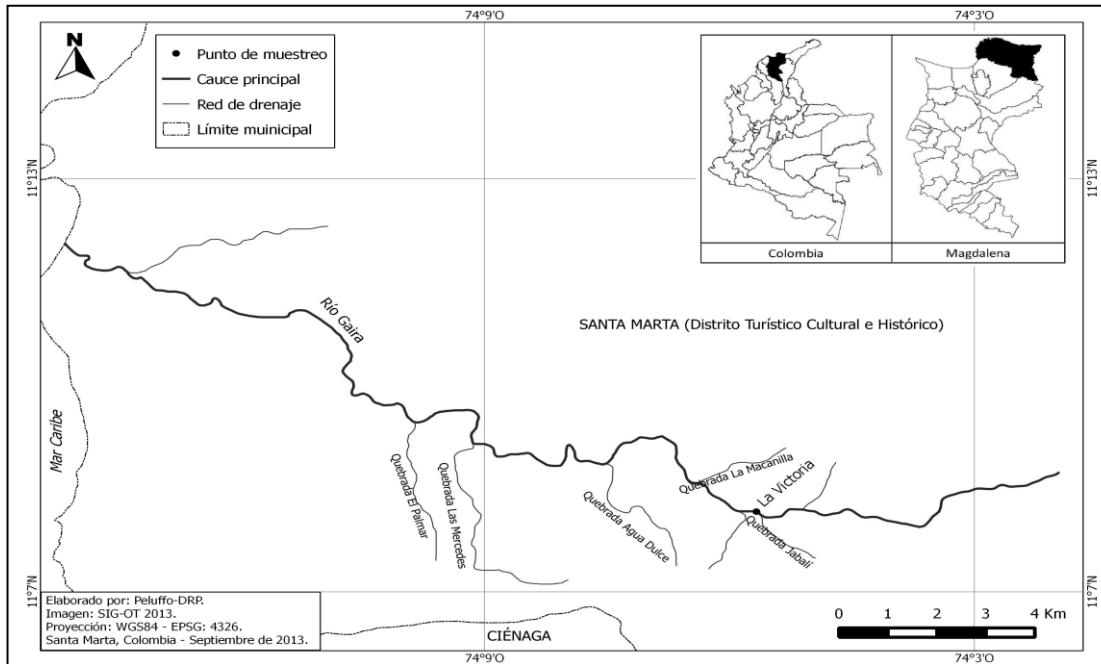 74°9'O
74°3'O
N
Punto de muestreo
Cauce principal
Red de drenaje
Límite muinicipal
Colombia
Magdalena
11°13'N
11°13'N
Río Gaira
SANTA MARTA (Distrito Turístico Cultural e Histórico)
Mar Caribe
Quebrada El Palmar
Quebrada Las Mercedes
Quebrada Agua Dulce
Quebrada La Macanilla
La Victoria
Quebrada Jabalí
11°7'N
11°7'N
Elaborado por: Peluffo-DRP.
Imagen: SIG-OT 2013.
Proyección: WGS84 - EPSG: 4326.
Santa Marta, Colombia - Septiembre de 2013.
CIÉNAGA
0 1 2 3 4 Km
74°9'O
74°3'O